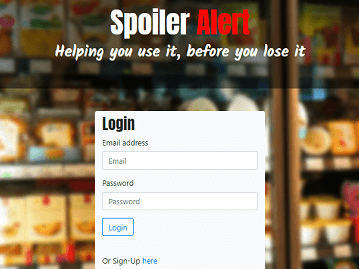 Spoiler Alert
Helping you use it, before you lose it
Login
Email address
Email
Password
Password
Login
Or Sign-Up here